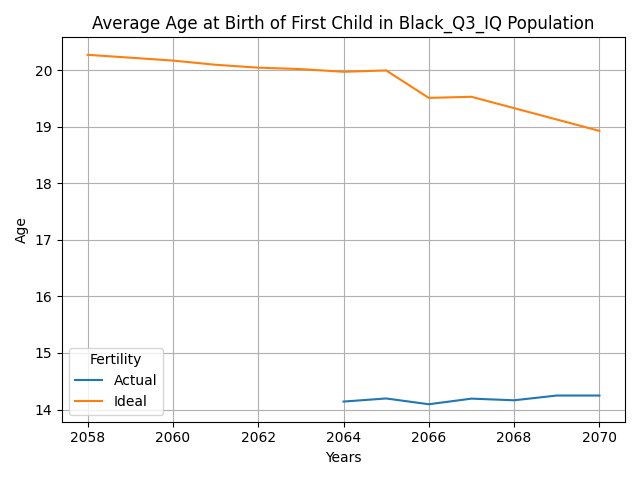 Average Age at Birth of First Child in Black_Q3_IQ Population
Age
20
19
18
17
16
15
14
Fertility
Actual
Ideal
2058
2060
2062
2064
2066
2068
2070
Years